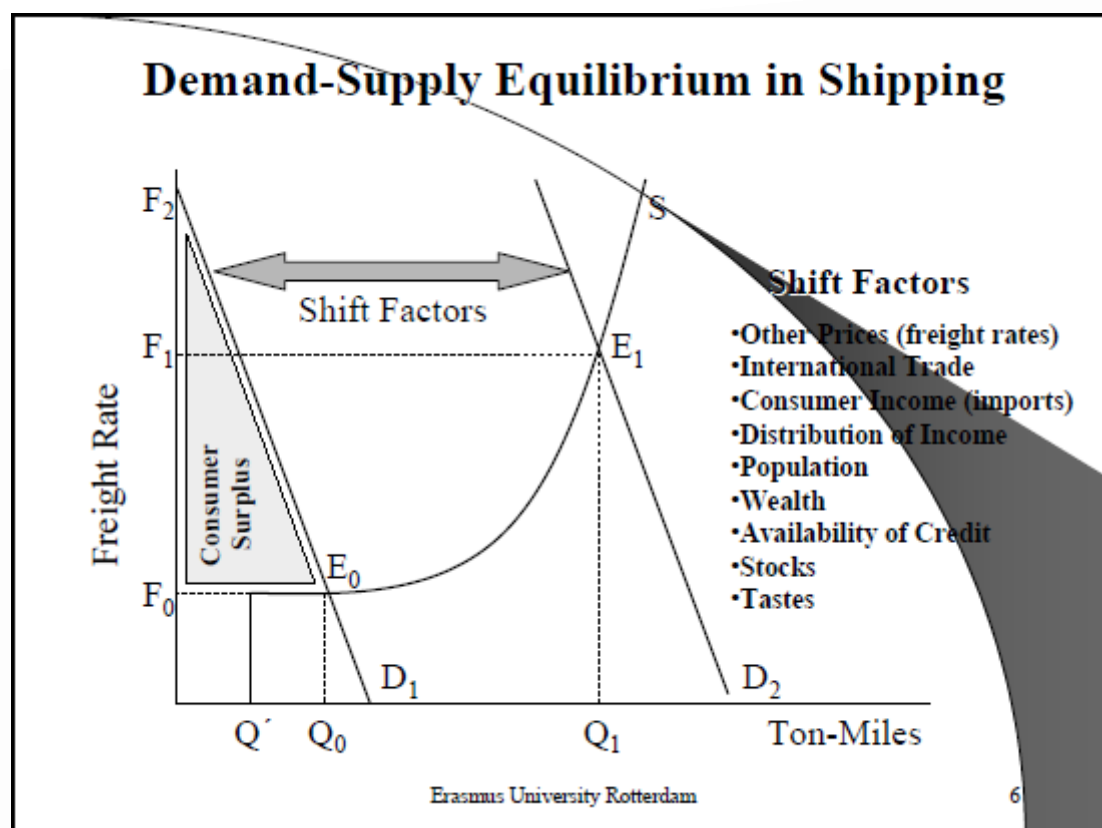 Demand-Supply Equilibrium in Shipping
F₂
S
Shift Factors
F₁
E₁
Freight Rate
Consumer
Surplus
E₀
F₀
D₁
D₂
Q´
Q₀
Q₁
Ton-Miles
Shift Factors
•Other Prices (freight rates)
•International Trade
•Consumer Income (imports)
•Distribution of Income
•Population
•Wealth
•Availability of Credit
•Stocks
•Tastes
Erasmus University Rotterdam
6